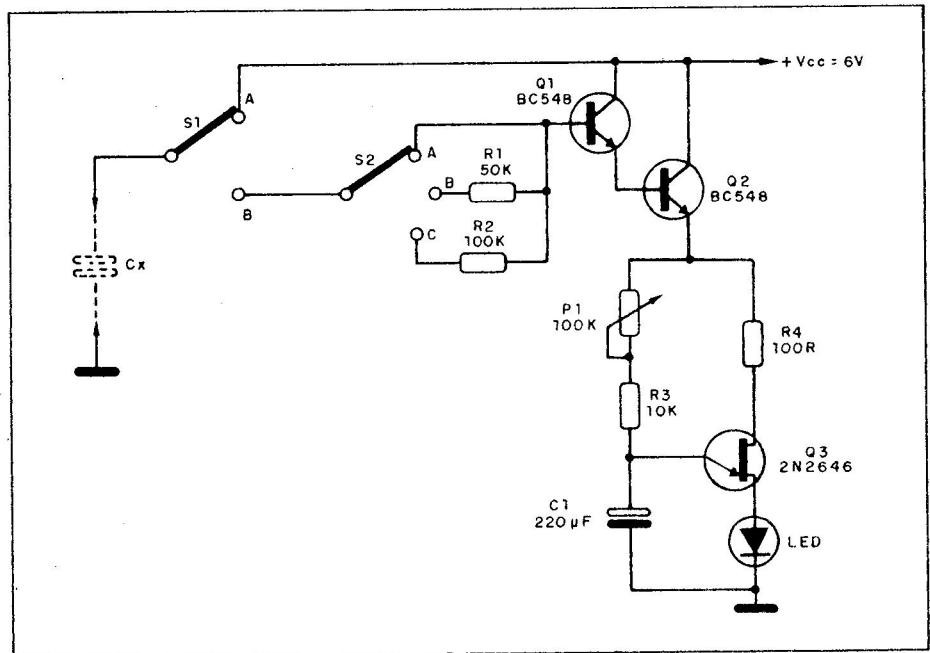 + Vcc = 6V
Q1
BC548
A
S1
S2
A
R1
50K
B
B
Q2
BC548
C
R2
100K
Cx
P1
100K
R4
100R
R3
10K
Q3
2N2646
C1
220µF
LED